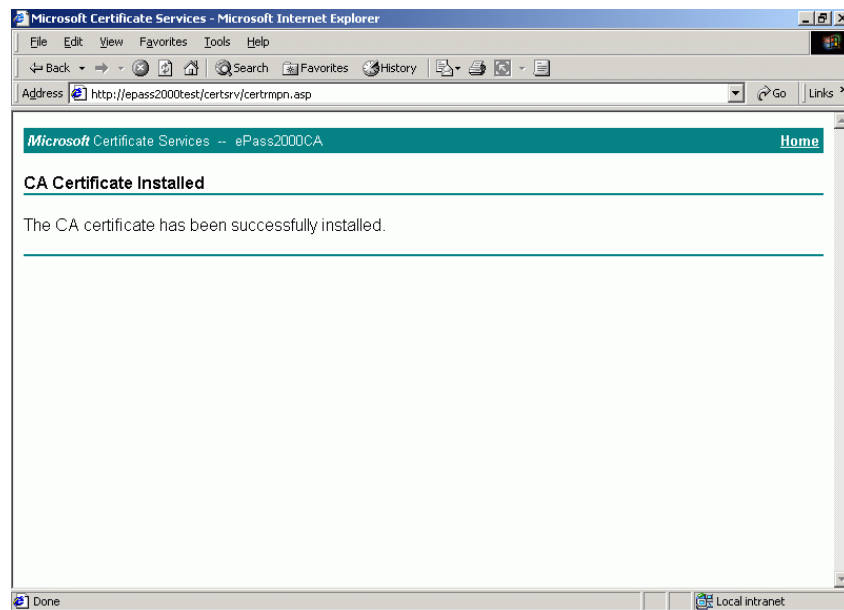 Microsoft Certificate Services - Microsoft Internet Explorer
File Edit View Favorites Tools Help
Back Search Favorites History
Address http://epass2000test/certsrv/certrmpn.asp Go Links
Microsoft Certificate Services -- ePass2000CA Home
CA Certificate Installed
The CA certificate has been successfully installed.
Done Local intranet